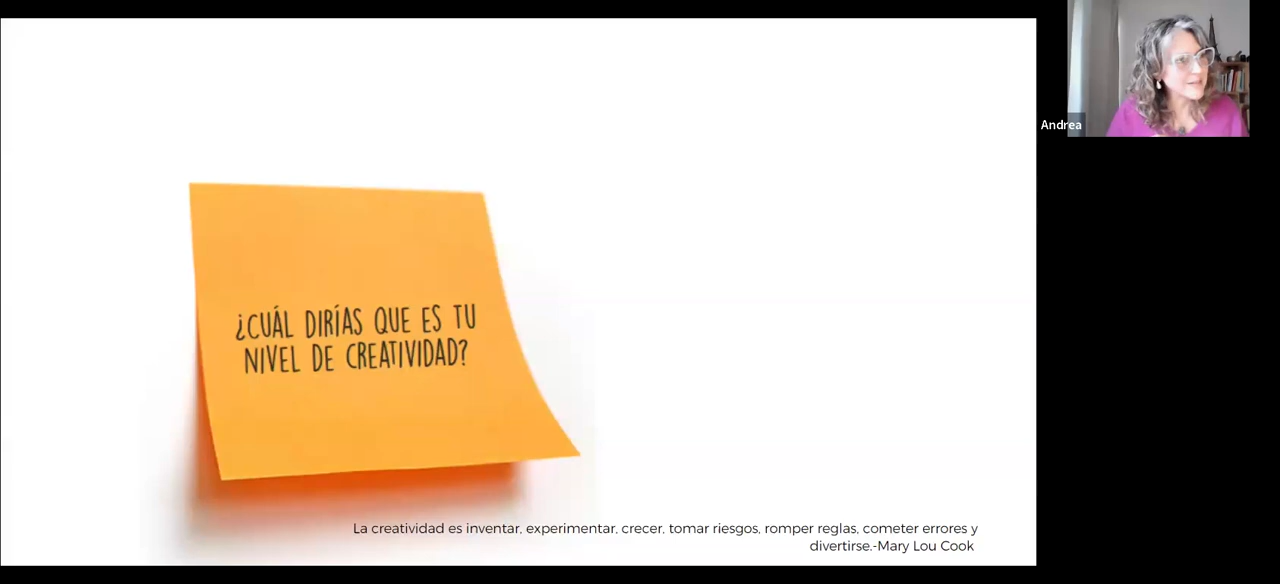 Andrea
¿CUÁL DIRÍAS QUE ES TU
NIVEL DE CREATIVIDAD?
La creatividad es inventar, experimentar, crecer, tomar riesgos, romper reglas, cometer errores y
divertirse.-Mary Lou Cook